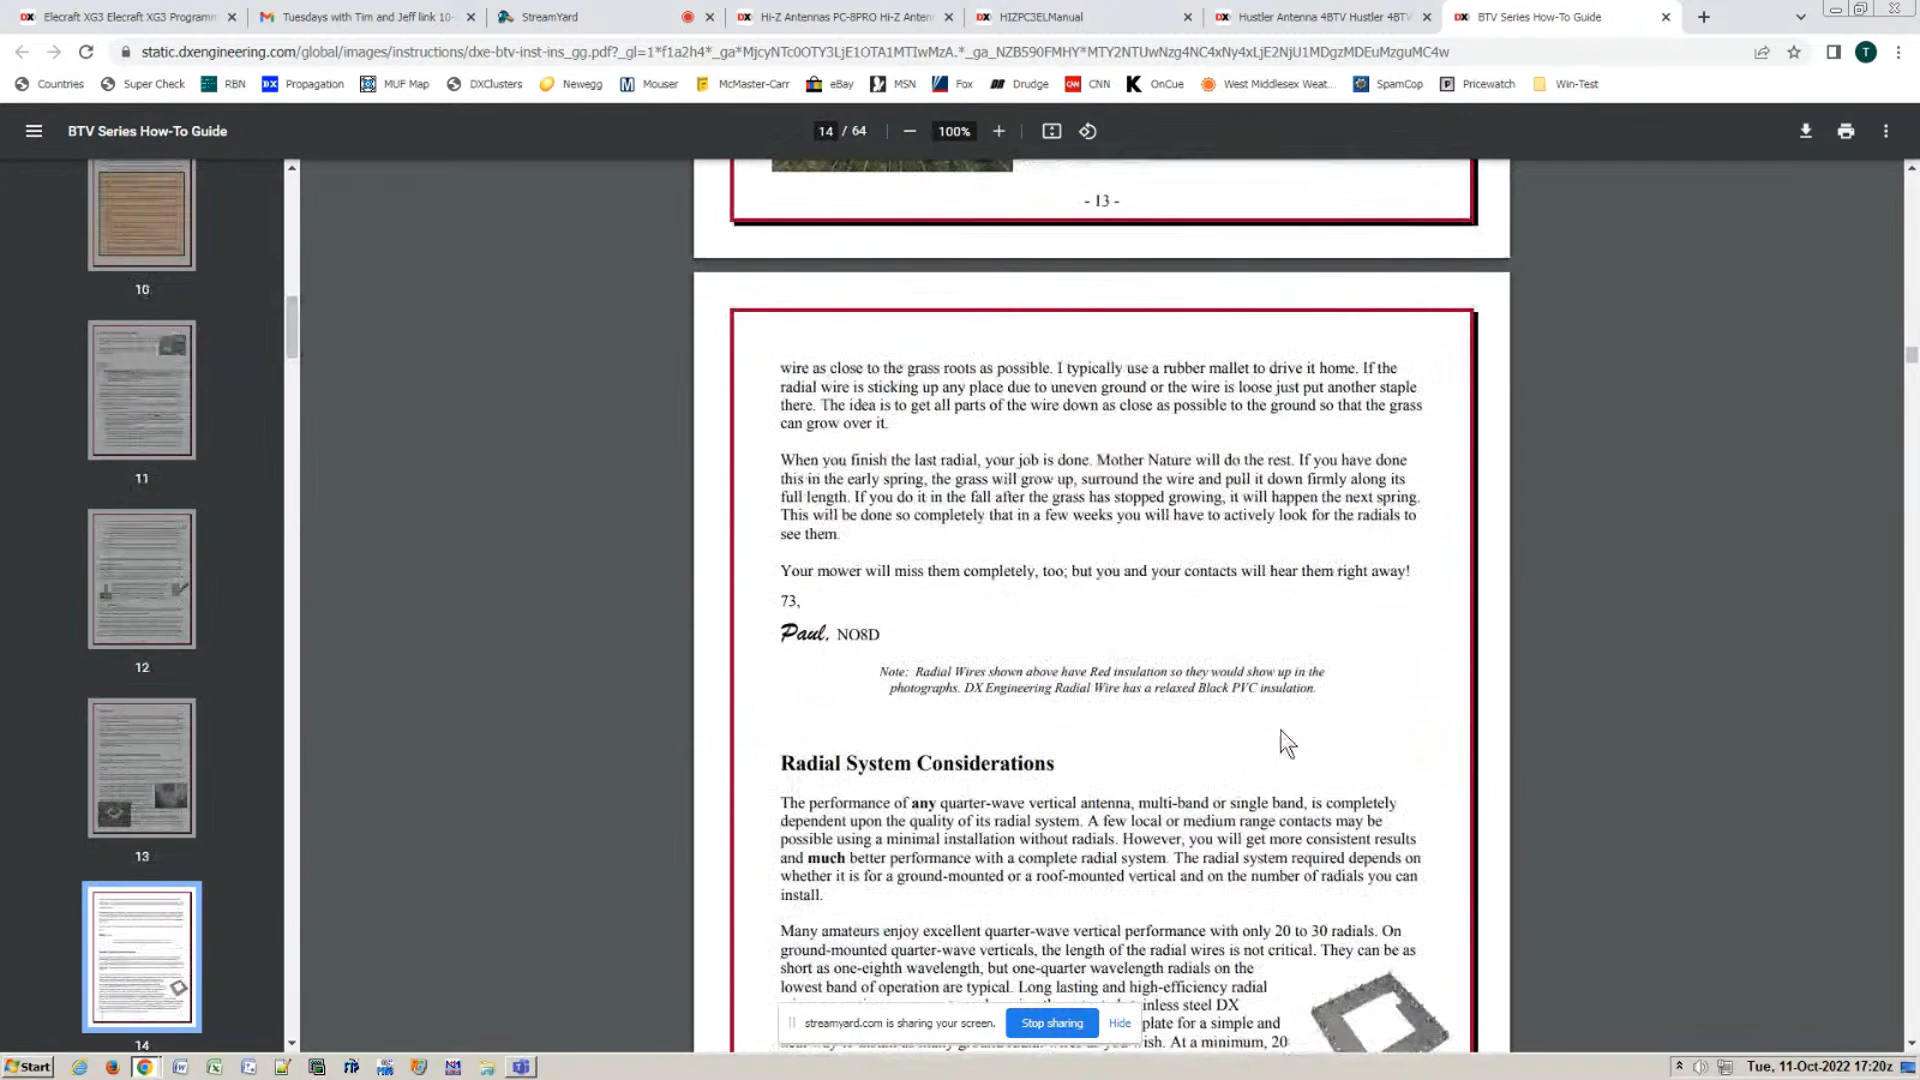 Elecraft XG3 Elecraft XG3 Programm
Tuesdays with Tim and Jeff link 10-
StreamYard
Hi-Z Antennas PC-8PRO Hi-Z Antenn
HIZPC3ELManual
Hustler Antenna 4BTV Hustler 4BTV
BTV Series How-To Guide
static.dxengineering.com/global/images/instructions/dxe-btv-inst-ins_gg.pdf?_gl=1*f1a2h4*_ga*MjcyNTc0OTY3LjE1OTA1MTIwMzA.*_ga_NZB590FMHY*MTY2NTUwNzg4NC4xNy4xLjE2NjU1MDgzMDEuMzguMC4w
T
Countries
Super Check
RBN
Propagation
MUF Map
DXClusters
Newegg
Mouser
McMaster-Carr
eBay
MSN
Fox
Drudge
CNN
OnCue
West Middlesex Weat...
SpamCop
Pricewatch
Win-Test
BTV Series How-To Guide
14 / 64
100%
10
11
12
13
14
- 13 -
wire as close to the grass roots as possible. I typically use a rubber mallet to drive it home. If the
radial wire is sticking up any place due to uneven ground or the wire is loose just put another staple
there. The idea is to get all parts of the wire down as close as possible to the ground so that the grass
can grow over it.
When you finish the last radial, your job is done. Mother Nature will do the rest. If you have done
this in the early spring, the grass will grow up, surround the wire and pull it down firmly along its
full length. If you do it in the fall after the grass has stopped growing, it will happen the next spring.
This will be done so completely that in a few weeks you will have to actively look for the radials to
see them.
Your mower will miss them completely, too; but you and your contacts will hear them right away!
73,
Paul, NO8D
Note: Radial Wires shown above have Red insulation so they would show up in the
photographs. DX Engineering Radial Wire has a relaxed Black PVC insulation.
Radial System Considerations
The performance of any quarter-wave vertical antenna, multi-band or single band, is completely
dependent upon the quality of its radial system. A few local or medium range contacts may be
possible using a minimal installation without radials. However, you will get more consistent results
and much better performance with a complete radial system. The radial system required depends on
whether it is for a ground-mounted or a roof-mounted vertical and on the number of radials you can
install.
Many amateurs enjoy excellent quarter-wave vertical performance with only 20 to 30 radials. On
ground-mounted quarter-wave verticals, the length of the radial wires is not critical. They can be as
short as one-eighth wavelength, but one-quarter wavelength radials on the
lowest band of operation are typical. Long lasting and high-efficiency radial
inless steel DX
plate for a simple and
ish. At a minimum, 20
streamyard.com is sharing your screen.
Stop sharing
Hide
Start
Tue, 11-Oct-2022 17:20z